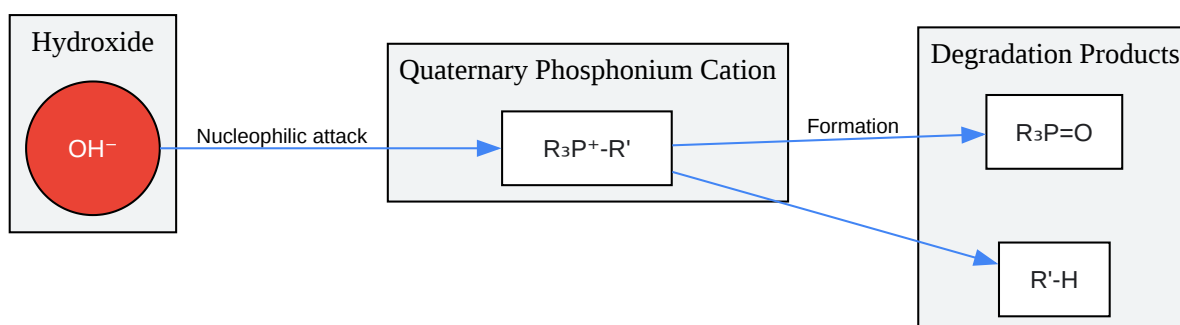 Hydroxide
OH⁻
Nucleophilic attack
Quaternary Phosphonium Cation
R₃P⁺-R'
Formation
Degradation Products
R₃P=O
R'-H